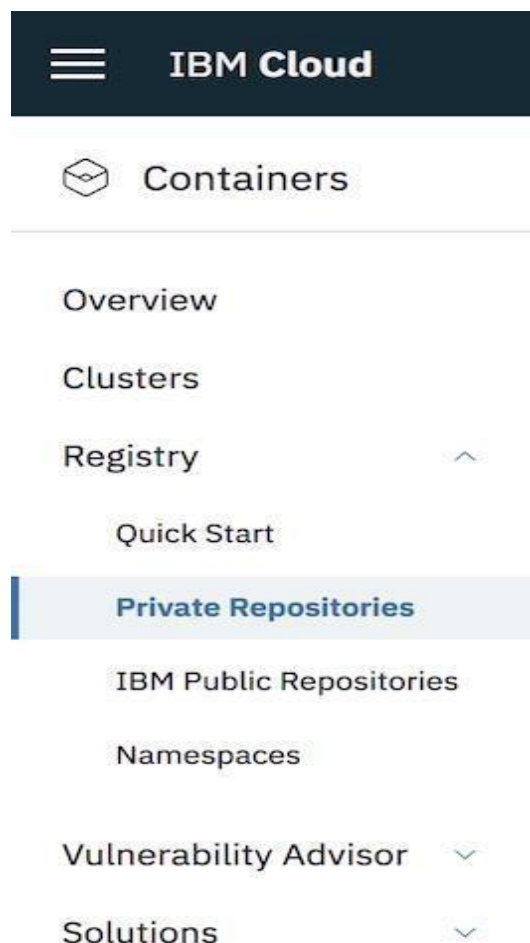 IBM Cloud
Containers
Overview
Clusters
Registry
Quick Start
Private Repositories
IBM Public Repositories
Namespaces
Vulnerability Advisor
Solutions